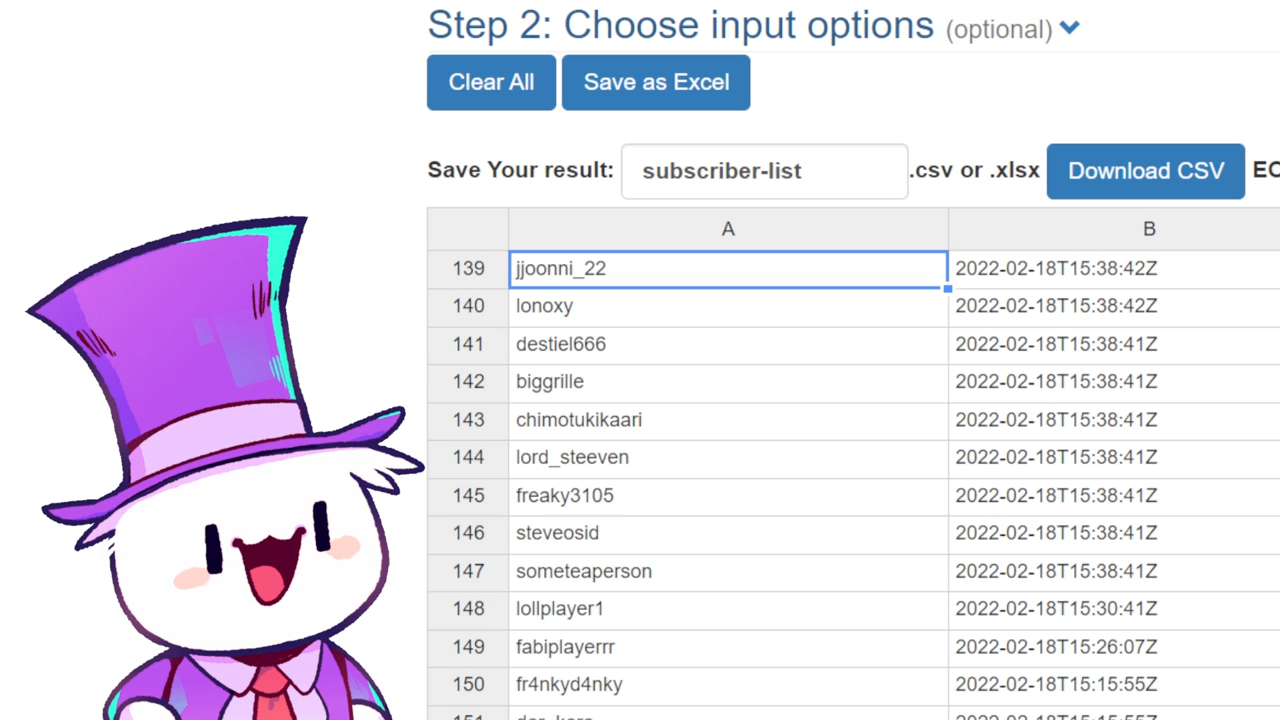 Step 2: Choose input options (optional)
Clear All Save as Excel
Save Your result: subscriber-list .csv or .xlsx Download CSV
A B
139 jjoonni_22 2022-02-18T15:38:42Z
140 lonoxy 2022-02-18T15:38:42Z
141 destiel666 2022-02-18T15:38:41Z
142 biggrille 2022-02-18T15:38:41Z
143 chimotukikaari 2022-02-18T15:38:41Z
144 lord_steeven 2022-02-18T15:38:41Z
145 freaky3105 2022-02-18T15:38:41Z
146 steveosid 2022-02-18T15:38:41Z
147 someteaperson 2022-02-18T15:38:41Z
148 lollplayer1 2022-02-18T15:30:41Z
149 fabiplayerrr 2022-02-18T15:26:07Z
150 fr4nkyd4nky 2022-02-18T15:15:55Z